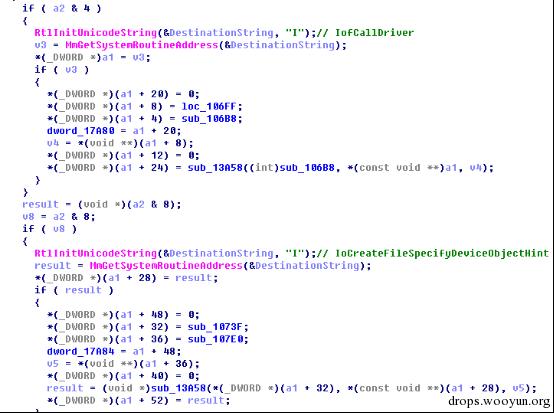 if ( a2 & 4 )
{
RtlInitUnicodeString(&DestinationString, "I");// IofCallDriver
v3 = MmGetSystemRoutineAddress(&DestinationString);
*(_DWORD *)a1 = v3;
if ( v3 )
{
*(_DWORD *)(a1 + 20) = 0;
*(_DWORD *)(a1 + 8) = loc_106FF;
*(_DWORD *)(a1 + 4) = sub_106B8;
dword_17A80 = a1 + 20;
v4 = *(void **)(a1 + 8);
*(_DWORD *)(a1 + 12) = 0;
*(_DWORD *)(a1 + 24) = sub_13A58((int)sub_106B8, *(const void **)a1, v4);
}
}
result = (void *)(a2 & 8);
v8 = a2 & 8;
if ( v8 )
{
RtlInitUnicodeString(&DestinationString, "I");// IoCreateFileSpecifyDeviceObjectHint
result = MmGetSystemRoutineAddress(&DestinationString);
*(_DWORD *)(a1 + 28) = result;
if ( result )
{
*(_DWORD *)(a1 + 48) = 0;
*(_DWORD *)(a1 + 32) = sub_1073F;
*(_DWORD *)(a1 + 36) = sub_107E0;
dword_17A84 = a1 + 48;
v5 = *(void **)(a1 + 36);
*(_DWORD *)(a1 + 40) = 0;
result = (void *)sub_13A58(*(_DWORD *)(a1 + 32), *(const void **)(a1 + 28), v5);
*(_DWORD *)(a1 + 52) = result;
drops.wooyun.org